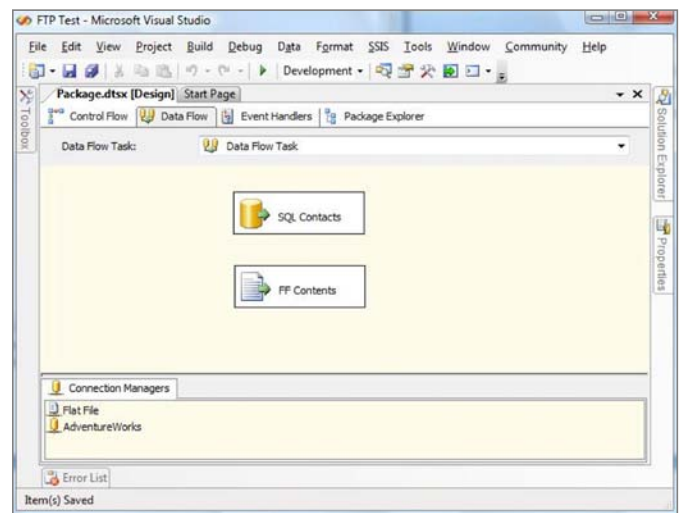 FTP Test - Microsoft Visual Studio
File Edit View Project Build Debug Data Format SSIS Tools Window Community Help
Development
Package.dtsx [Design] Start Page
Control Flow Data Flow Event Handlers Package Explorer
Data Flow Task: Data Flow Task
Toolbox
Solution Explorer
Properties
SQL Contacts
FF Contents
Connection Managers
Flat File
AdventureWorks
Error List
Item(s) Saved